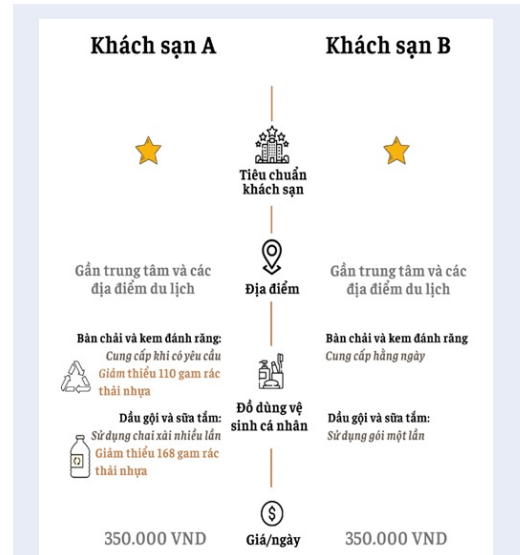 Khách sạn A
Khách sạn B
Tiêu chuẩn
khách sạn
Gần trung tâm và các
địa điểm du lịch
Địa điểm
Gần trung tâm và các
địa điểm du lịch
Bàn chải và kem đánh răng:
Cung cấp khi có yêu cầu
Giảm thiểu 110 gam rác
thải nhựa
Dầu gội và sữa tắm:
Sử dụng chai xài nhiều lần
Giảm thiểu 168 gam rác
thải nhựa
Đồ dùng vệ
sinh cá nhân
Bàn chải và kem đánh răng
Cung cấp hằng ngày
Dầu gội và sữa tắm:
Sử dụng gói một lần
350.000 VND
Giá/ngày
350.000 VND